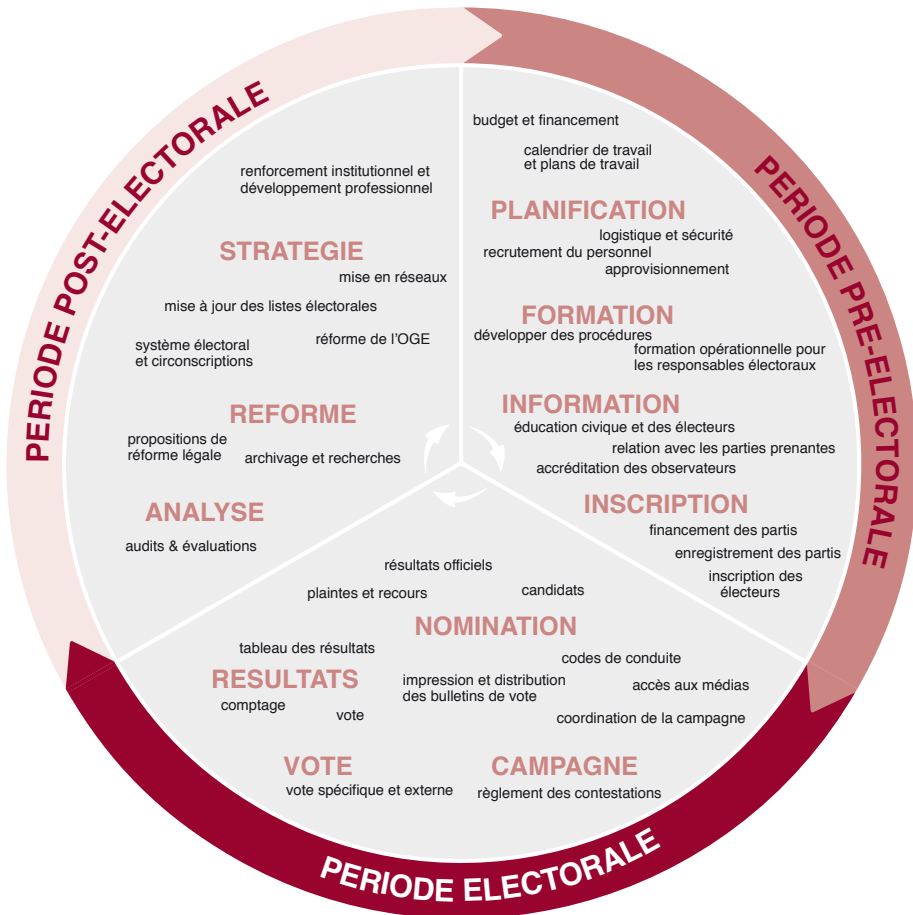 PERIODE PRE-ELECTORALE
budget et financement
calendrier de travail
et plans de travail
PLANIFICATION
logistique et sécurité
recrutement du personnel
approvisionnement
FORMATION
développer des procédures
formation opérationnelle pour
les responsables électoraux
INFORMATION
éducation civique et des électeurs
relation avec les parties prenantes
accréditation des observateurs
INSCRIPTION
financement des partis
enregistrement des partis
inscription des
électeurs
PERIODE ELECTORALE
résultats officiels
plaintes et recours
candidats
NOMINATION
tableau des résultats
codes de conduite
RESULTATS
impression et distribution
des bulletins de vote
accès aux médias
comptage
vote
coordination de la campagne
VOTE
vote spécifique et externe
CAMPAGNE
règlement des contestations
PERIODE POST-ELECTORALE
renforcement institutionnel et
développement professionnel
STRATEGIE
mise en réseaux
mise à jour des listes électorales
système électoral
et circonscriptions
réforme de l'OGE
REFORME
propositions de
réforme légale
archivage et recherches
ANALYSE
audits & évaluations